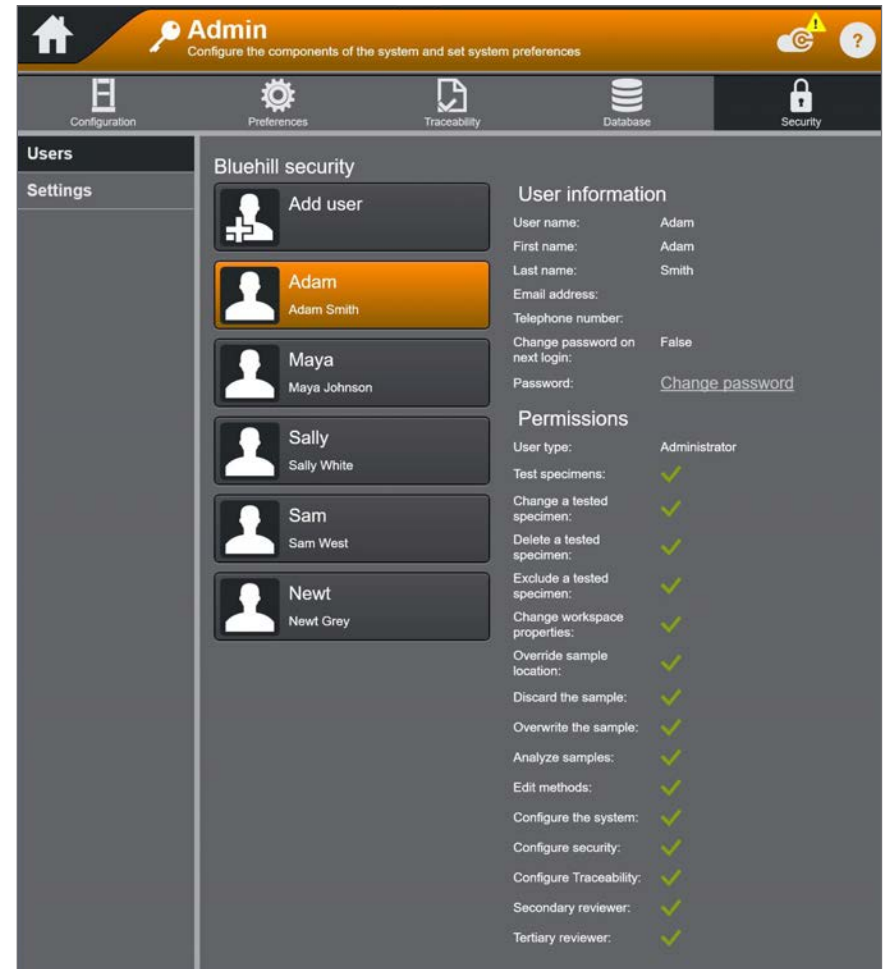 Admin
Configure the components of the system and set system preferences
!
?
Configuration
Preferences
Traceability
Database
Security
Users
Settings
Bluehill security
Add user
Adam
Adam Smith
Maya
Maya Johnson
Sally
Sally White
Sam
Sam West
Newt
Newt Grey
User information
User name: Adam
First name: Adam
Last name: Smith
Email address:
Telephone number:
Change password on
next login: False
Password: Change password
Permissions
User type: Administrator
Test specimens:
Change a tested
specimen:
Delete a tested
specimen:
Exclude a tested
specimen:
Change workspace
properties:
Override sample
location:
Discard the sample:
Overwrite the sample:
Analyze samples:
Edit methods:
Configure the system:
Configure security:
Configure Traceability:
Secondary reviewer:
Tertiary reviewer: